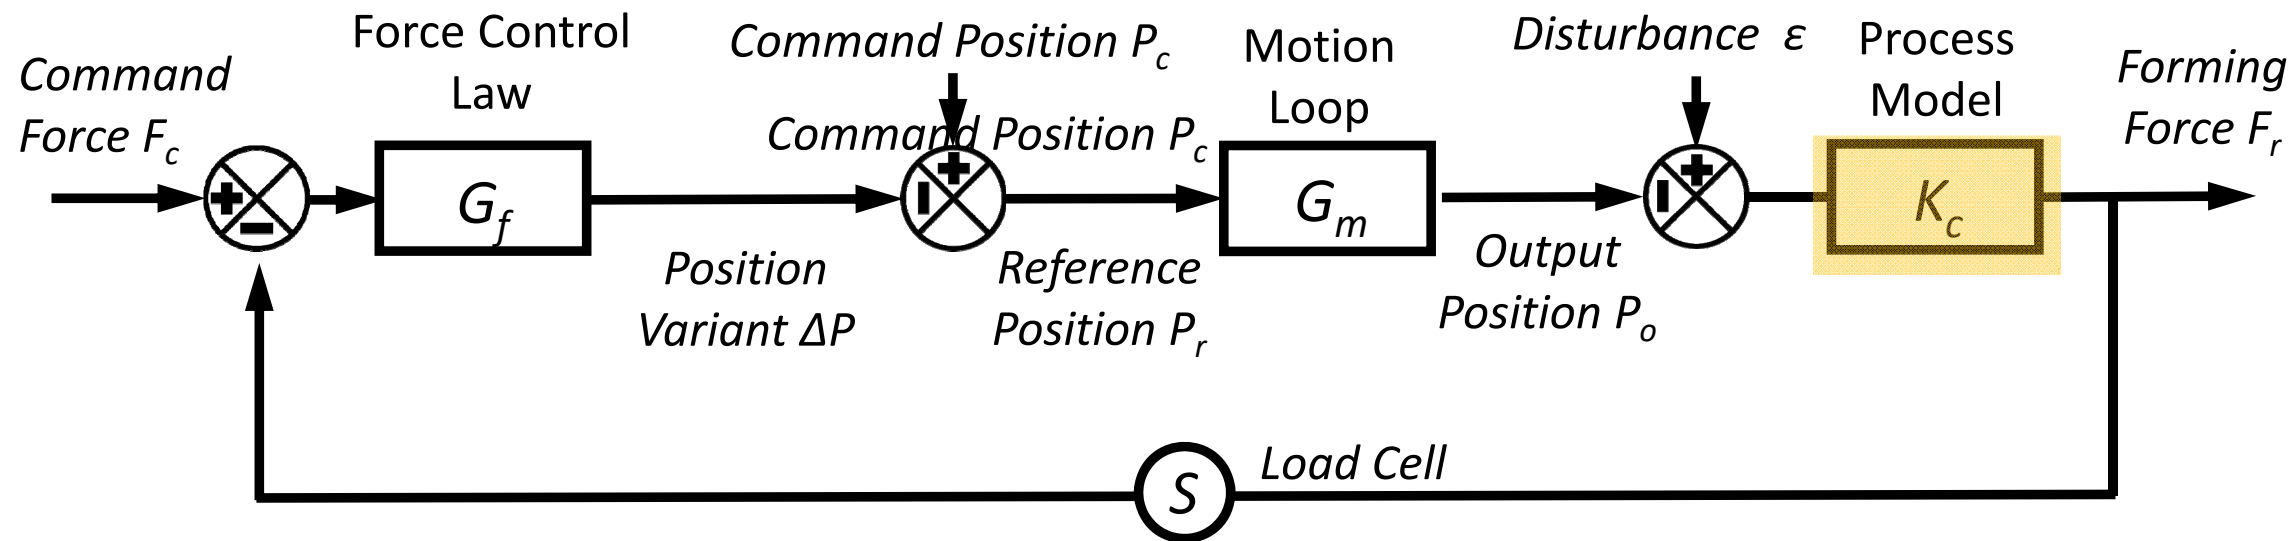 Command
Force Fc
Force Control
Law
Gf
Position
Variant ΔP
Command Position Pc
Command Position Pc
Reference
Position Pr
Motion
Loop
Gm
Output
Position Po
Disturbance ε
Process
Model
Kc
Forming
Force Fr
S
Load Cell